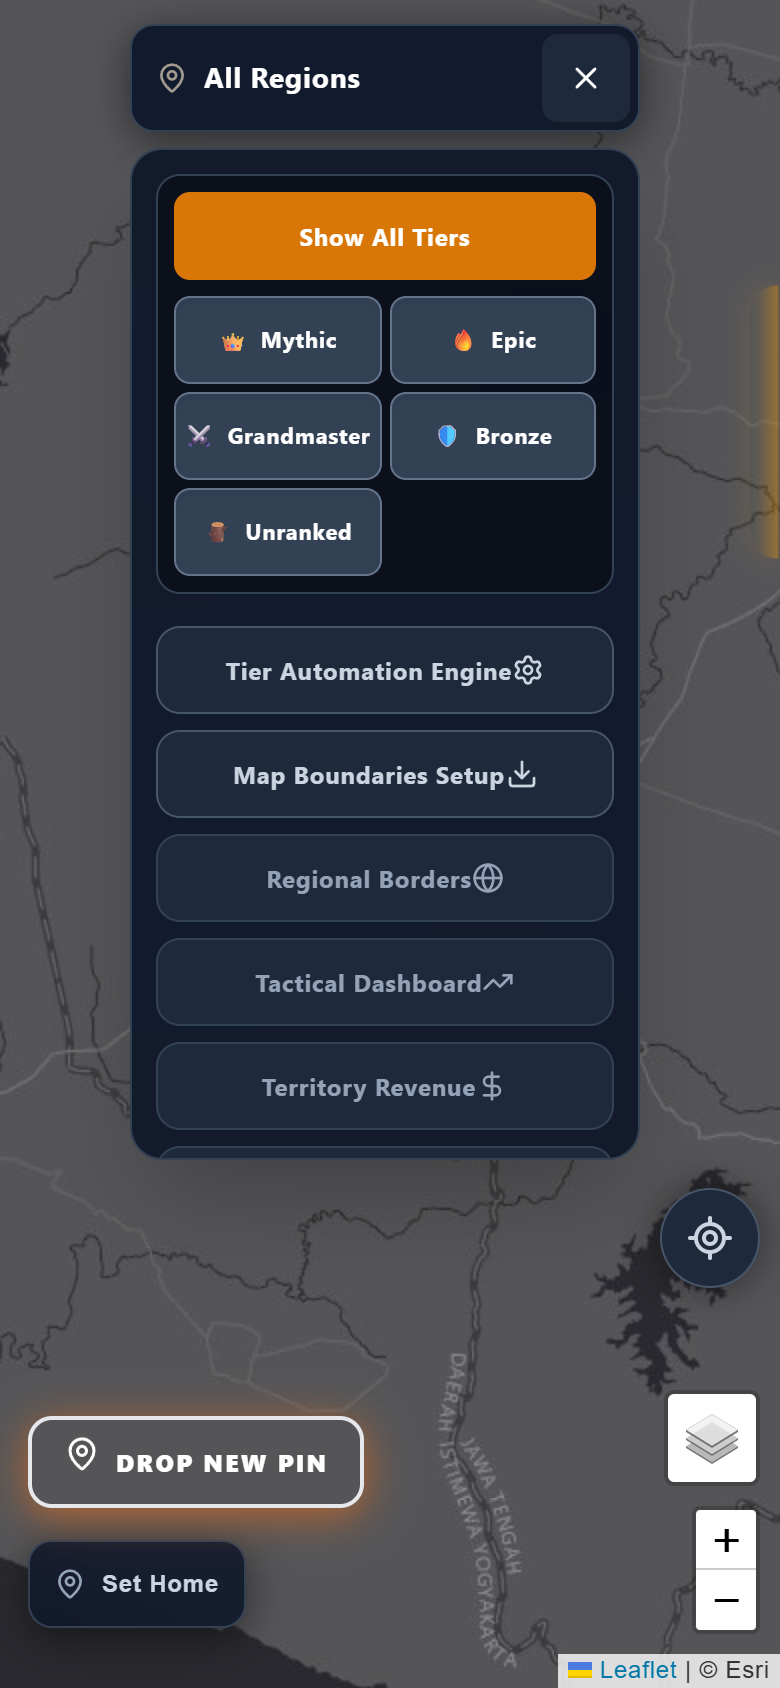 All Regions
Show All Tiers
Mythic
Epic
Grandmaster
Bronze
Unranked
Tier Automation Engine
Map Boundaries Setup
Regional Borders
Tactical Dashboard
Territory Revenue
DAERAH ISTIMEWA YOGYAKARTA
JAWA TENGAH
DROP NEW PIN
Set Home
+
−
Leaflet | © Esri